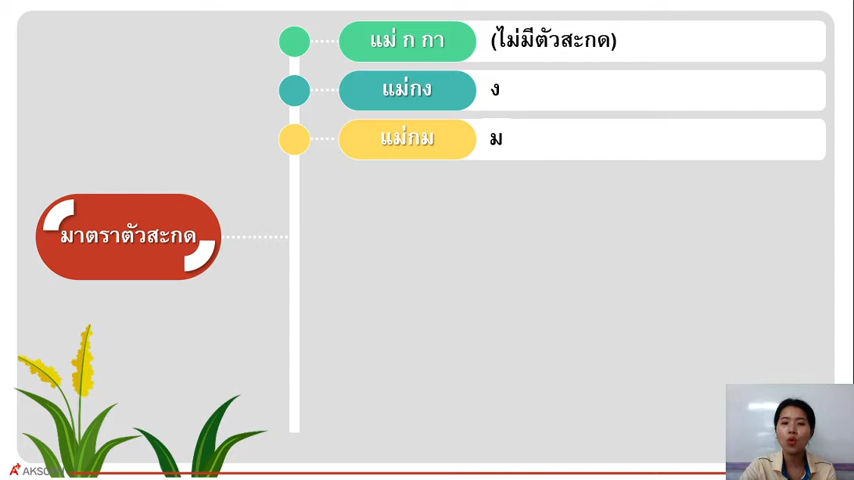 แม่ ก กา (ไม่มีตัวสะกด)
แม่กง ง
แม่กม ม
มาตราตัวสะกด